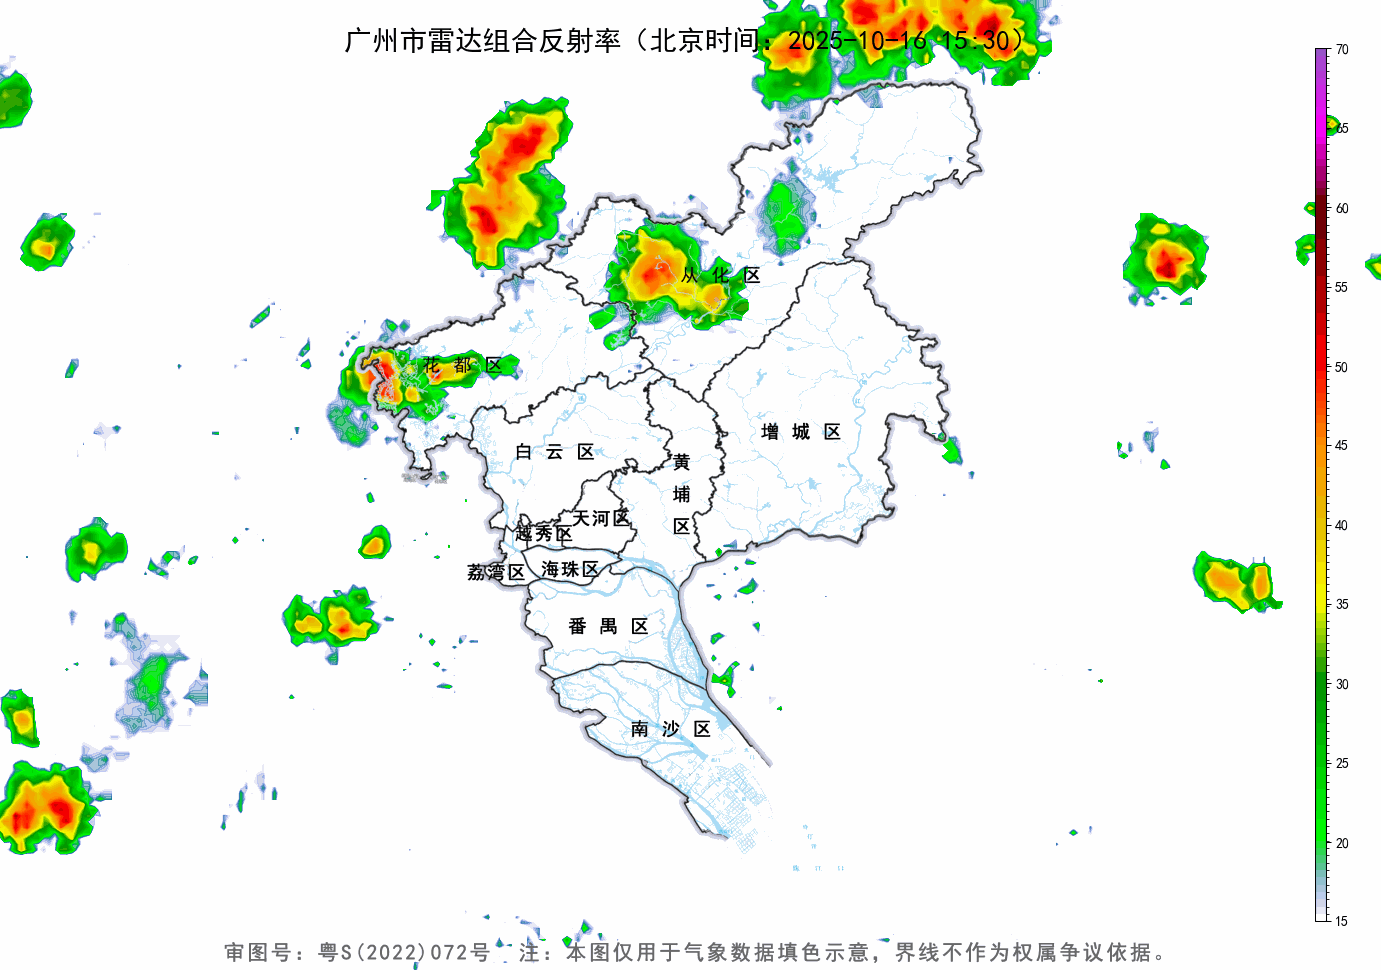 广州市雷达组合反射率（北京时间：2025-10-16 15:30）
70
65
60
55
50
45
40
35
30
25
20
15
从化区
花都区
增城区
白云区
黄埔区
天河区
越秀区
海珠区
荔湾区
番禺区
南沙区
审图号：粤S(2022)072号 注：本图仅用于气象数据填色示意，界线不作为权属争议依据。